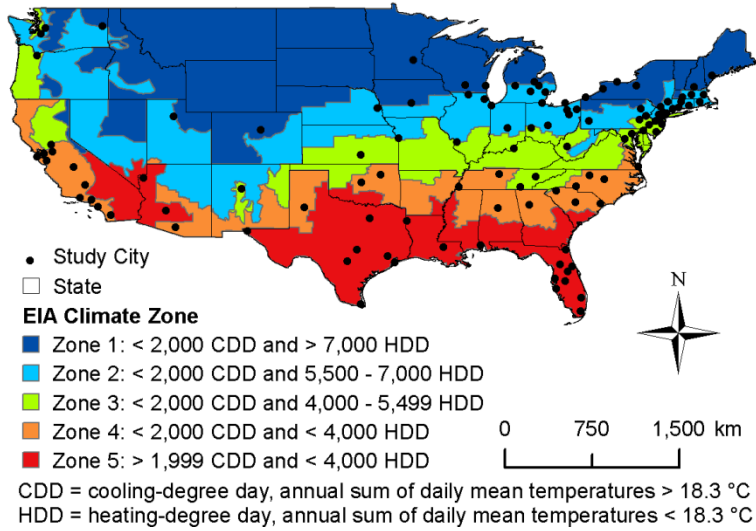 Study City
State
N
EIA Climate Zone
Zone 1: < 2,000 CDD and > 7,000 HDD
Zone 2: < 2,000 CDD and 5,500 - 7,000 HDD
Zone 3: < 2,000 CDD and 4,000 - 5,499 HDD
Zone 4: < 2,000 CDD and < 4,000 HDD
Zone 5: > 1,999 CDD and < 4,000 HDD
0 750 1,500 km
CDD = cooling-degree day, annual sum of daily mean temperatures > 18.3 °C
HDD = heating-degree day, annual sum of daily mean temperatures < 18.3 °C